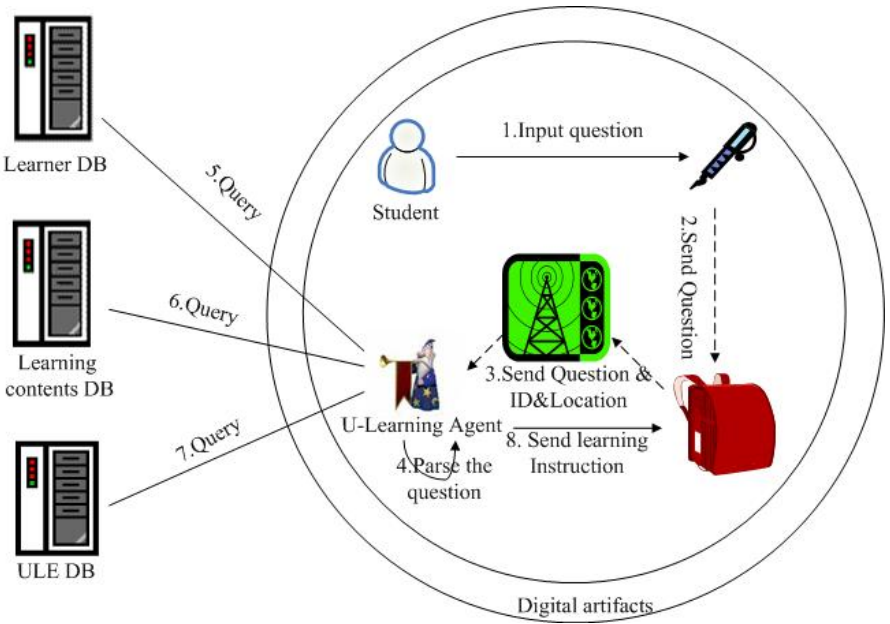 Learner DB
5.Query
1.Input question
Student
2.Send Question
6.Query
Learning
contents DB
3.Send Question &
ID&Location
U-Learning Agent
7.Query
4.Parse the
question
8. Send learning
Instruction
ULE DB
Digital artifacts